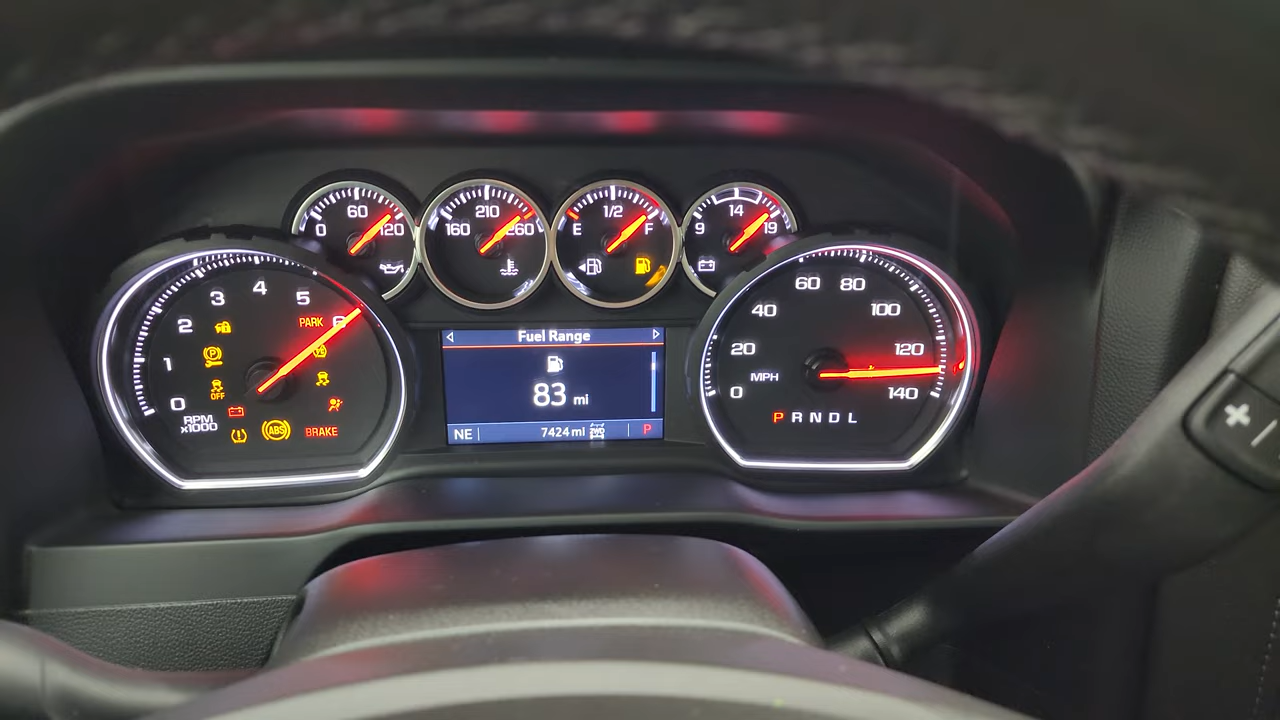 0 60 120
160 210 260
E 1/2 F
9 14 19
0 1 2 3 4 5 6
PARK
OFF
RPM
x1000
ABS
BRAKE
Fuel Range
83 mi
NE 7424 mi 2WD P
0 20 40 60 80 100 120 140
MPH
P R N D L